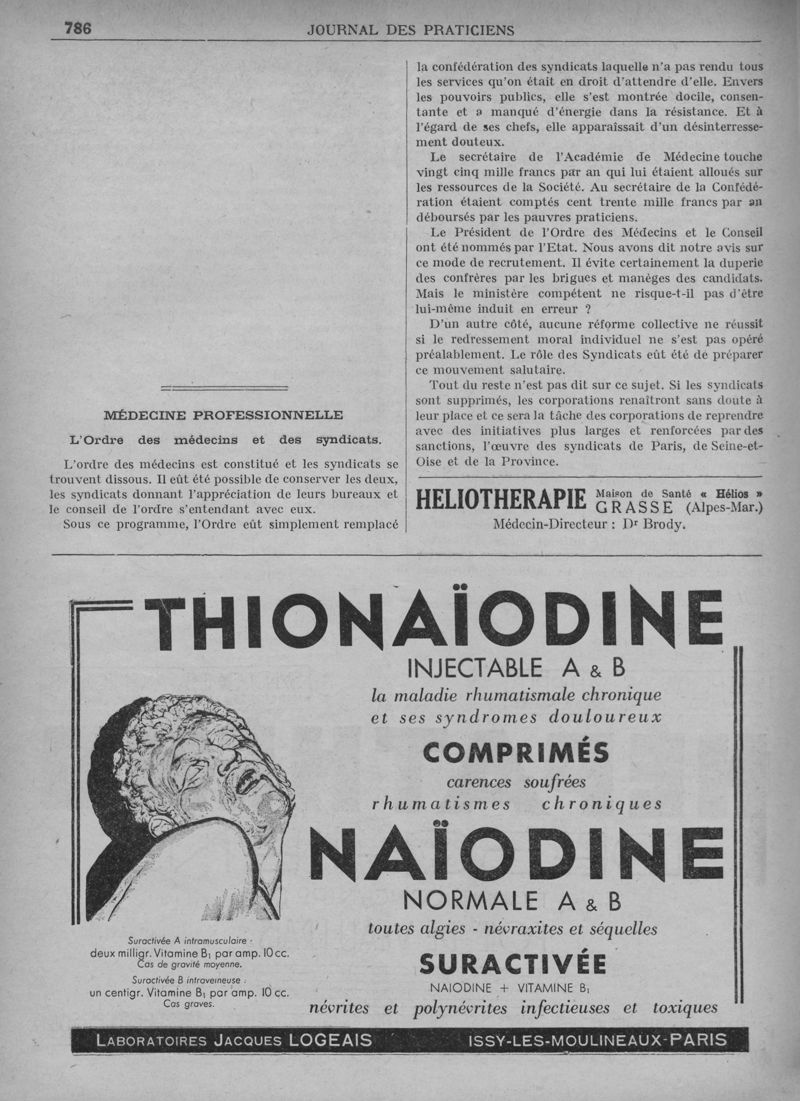 786
JOURNAL DES PRATICIENS
MÉDECINE PROFESSIONNELLE
L'Ordre des médecins et des syndicats.
L'ordre des médecins est constitué et les syndicats se
trouvent dissous. Il eût été possible de conserver les deux,
les syndicats donnant l'appréciation de leurs bureaux et
le conseil de l'ordre s'entendant avec eux.
Sous ce programme, l'Ordre eût simplement remplacé
la confédération des syndicats laquelle n'a pas rendu tous
les services qu'on était en droit d'attendre d'elle. Envers
les pouvoirs publics, elle s'est montrée docile, consen-
tante et a manqué d'énergie dans la résistance. Et à
l'égard de ses chefs, elle apparaissait d'un désinterresse-
ment douteux.
Le secrétaire de l'Académie de Médecine touche
vingt cinq mille francs par an qui lui étaient alloués sur
les ressources de la Société. Au secrétaire de la Confédé-
ration étaient comptés cent trente mille francs par an
déboursés par les pauvres praticiens.
Le Président de l'Ordre des Médecins et le Conseil
ont été nommés par l'Etat. Nous avons dit notre avis sur
ce mode de recrutement. Il évite certainement la duperie
des confrères par les brigues et manèges des candidats.
Mais le ministère compétent ne risque-t-il pas d'être
lui-même induit en erreur ?
D'un autre côté, aucune réforme collective ne réussit
si le redressement moral individuel ne s'est pas opéré
préalablement. Le rôle des Syndicats eût été de préparer
ce mouvement salutaire.
Tout du reste n'est pas dit sur ce sujet. Si les syndicats
sont supprimés, les corporations renaîtront sans doute à
leur place et ce sera la tâche des corporations de reprendre
avec des initiatives plus larges et renforcées par des
sanctions, l'œuvre des syndicats de Paris, de Seine-et-
Oise et de la Province.
HELIOTHERAPIE Maison de Santé « Hélios »
GRASSE (Alpes-Mar.)
Médecin-Directeur : Dr Brody.
THIONAÏODINE
INJECTABLE A & B
la maladie rhumatismale chronique
et ses syndromes douloureux
COMPRIMÉS
carences soufrées
rhumatismes chroniques
NAÏODINE
NORMALE A & B
toutes algies - névraxites et séquelles
SURACTIVÉE
NAIODINE + VITAMINE B1
névrites et polynévrites infectieuses et toxiques
Suractivée A intramusculaire :
deux milligr. Vitamine B1 par amp. 10 cc.
Cas de gravité moyenne.
Suractivée B intraveineuse :
un centigr. Vitamine B1 par amp. 10 cc.
Cas graves.
LABORATOIRES JACQUES LOGEAIS ISSY-LES-MOULINEAUX-PARIS